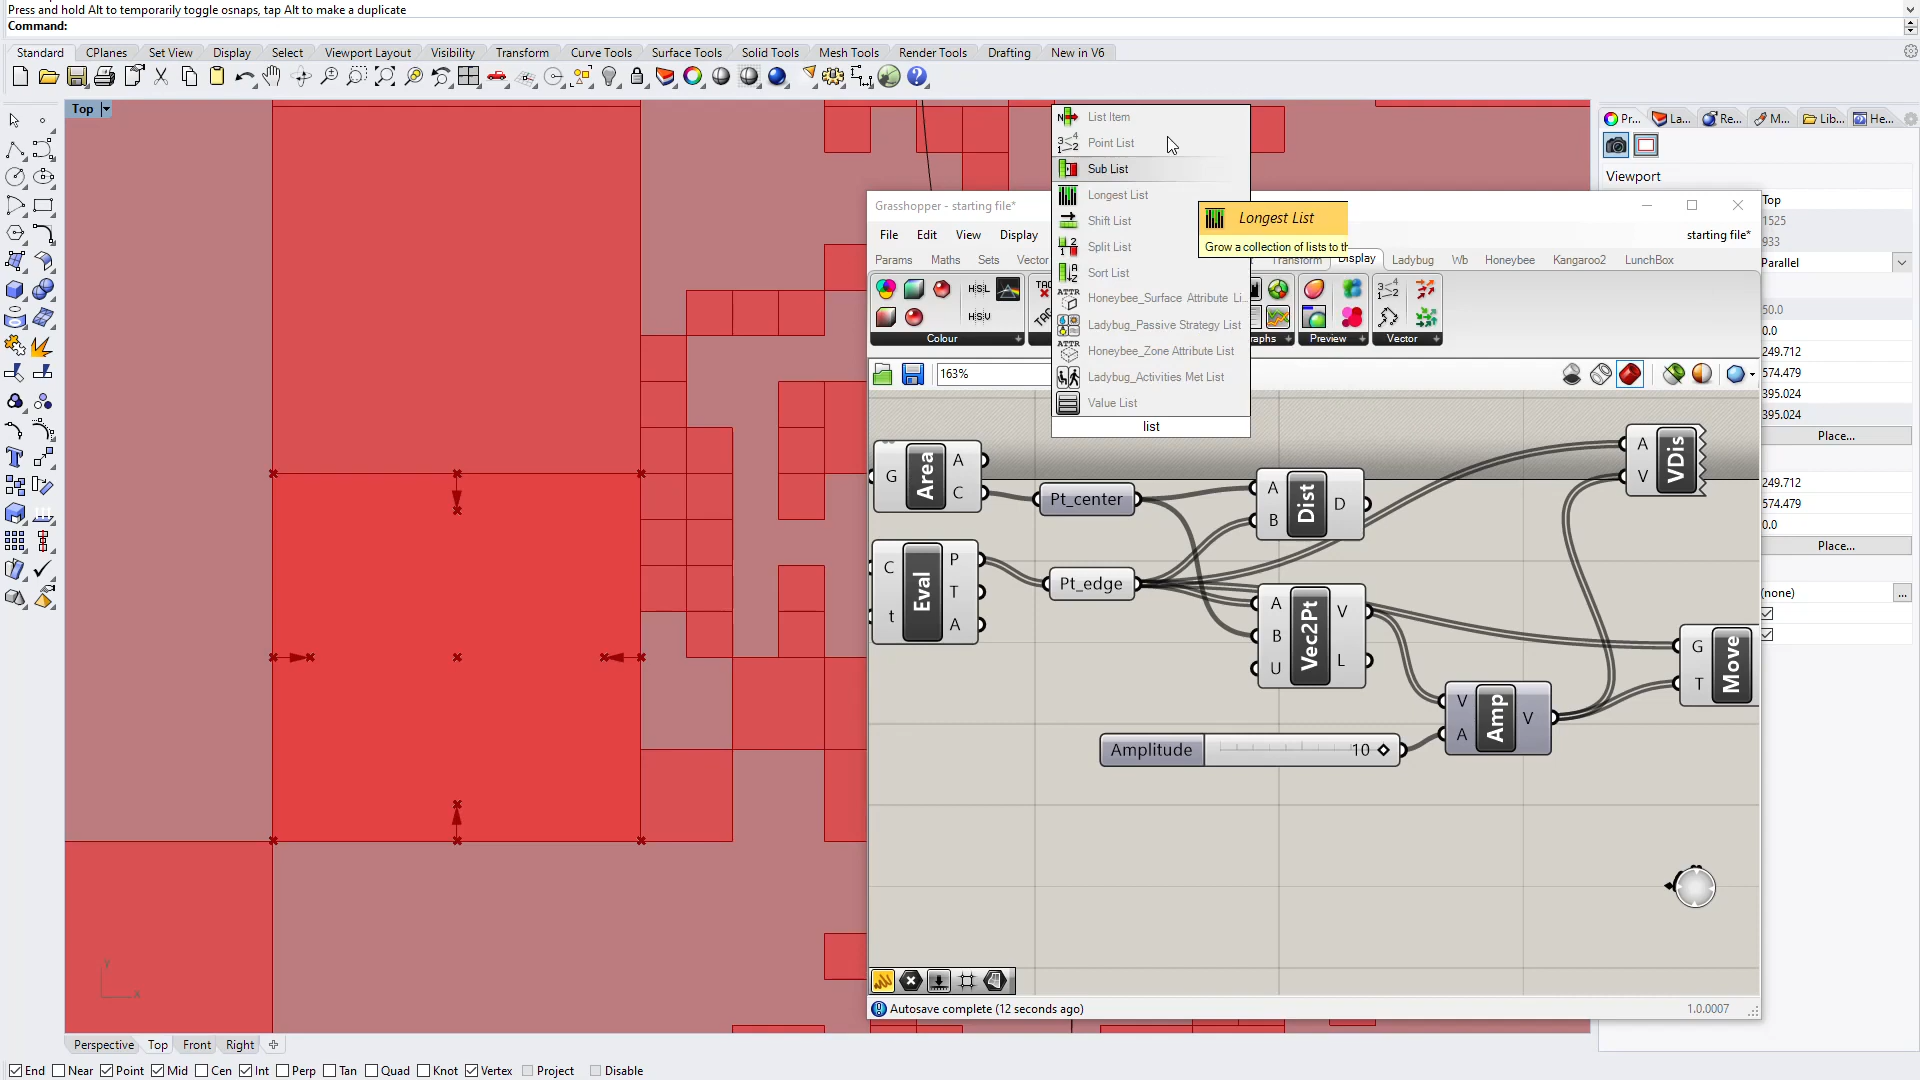 Press and hold Alt to temporarily toggle osnaps, tap Alt to make a duplicate
Command:
Standard CPlanes Set View Display Select Viewport Layout Visibility Transform Curve Tools Surface Tools Solid Tools Mesh Tools Render Tools Drafting New in V6
Top
Pr... La... Re... M... Lib... He...
Viewport
Top
1525
933
Parallel
50.0
0.0
249.712
574.479
395.024
395.024
Place...
249.712
574.479
0.0
Place...
(none)
...
List Item
Point List
Sub List
Longest List
Shift List
Split List
Sort List
Honeybee_Surface Attribute Li...
Ladybug_Passive Strategy List
Honeybee_Zone Attribute List
Ladybug_Activities Met List
Value List
list
Longest List
Grow a collection of lists to th
Grasshopper - starting file*
File Edit View Display
starting file*
Params Maths Sets Vector Transform Display Ladybug Wb Honeybee Kangaroo2 LunchBox
Colour Preview Vector
163%
G Area A C
Pt_center
A B Dist D
A V VDis
C t Eval P T A
Pt_edge
A B U Vec2Pt V L
G T Move
V A Amp V
Amplitude 10
Autosave complete (12 seconds ago)
1.0.0007
y
x
Perspective Top Front Right
End Near Point Mid Cen Int Perp Tan Quad Knot Vertex Project Disable